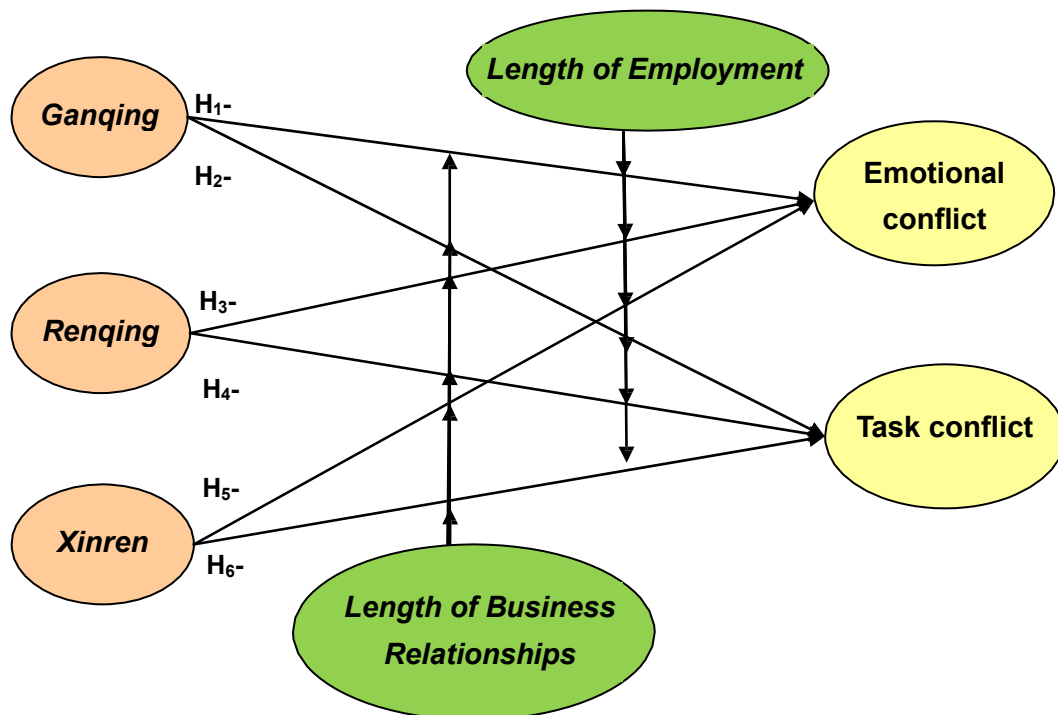 Length of Employment
Ganqing
H₁-
H₂-
Emotional
conflict
Renqing
H₃-
H₄-
Task conflict
H₅-
Xinren
H₆-
Length of Business
Relationships